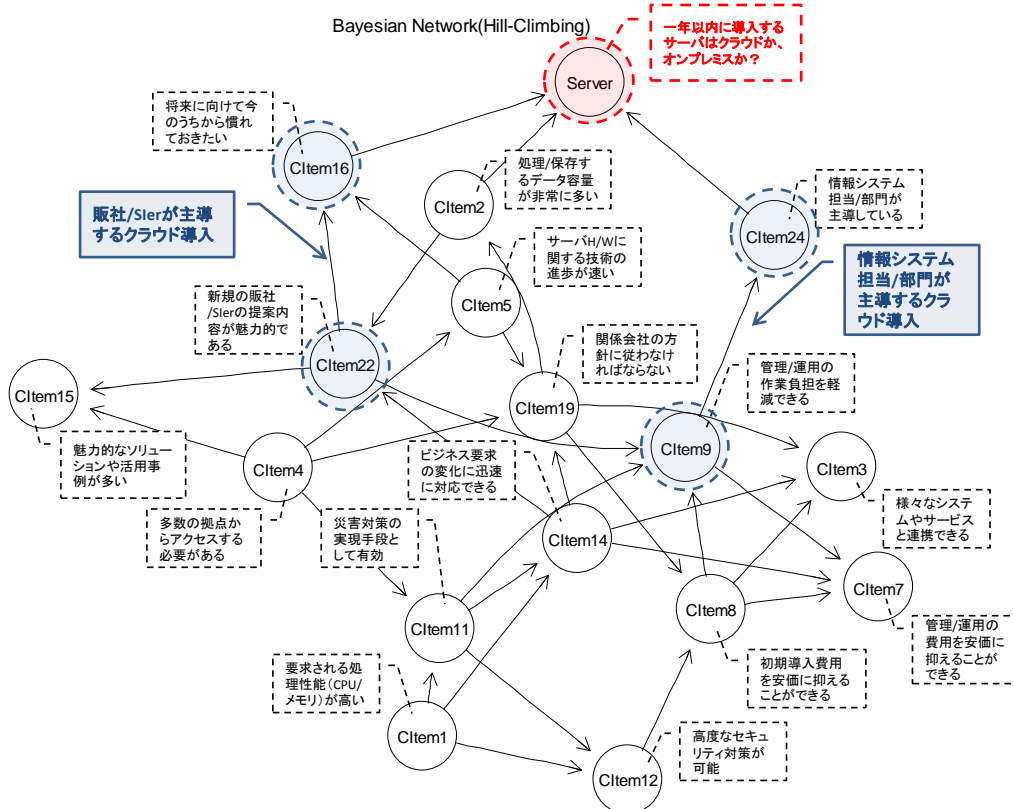 Bayesian Network(Hill-Climbing)
一年以内に導入する
サーバはクラウドか、
オンプレミスか？
Server
将来に向けて今
のうちから慣れ
ておきたい
CItem16
処理/保存す
るデータ容量
が非常に多い
CItem2
情報システム
担当/部門が
主導している
CItem24
販社/SIerが主導
するクラウド導入
サーバH/Wに
関する技術の
進歩が速い
CItem5
情報システム
担当/部門が
主導するクラ
ウド導入
新規の販社
/SIerの提案内
容が魅力的で
ある
CItem22
関係会社の方
針に従わなけ
ればならない
CItem19
管理/運用の
作業負担を軽
減できる
CItem9
CItem15
魅力的なソリュー
ションや活用事
例が多い
CItem4
多数の拠点か
らアクセスする
必要がある
ビジネス要求
の変化に迅速
に対応できる
CItem14
CItem3
様々なシステ
ムやサービス
と連携できる
災害対策の
実現手段と
して有効
CItem11
CItem8
初期導入費用
を安価に抑える
ことができる
CItem7
管理/運用の
費用を安価に
抑えることが
できる
要求される処
理性能（CPU/
メモリ）が高い
CItem1
CItem12
高度なセキュ
リティ対策が
可能